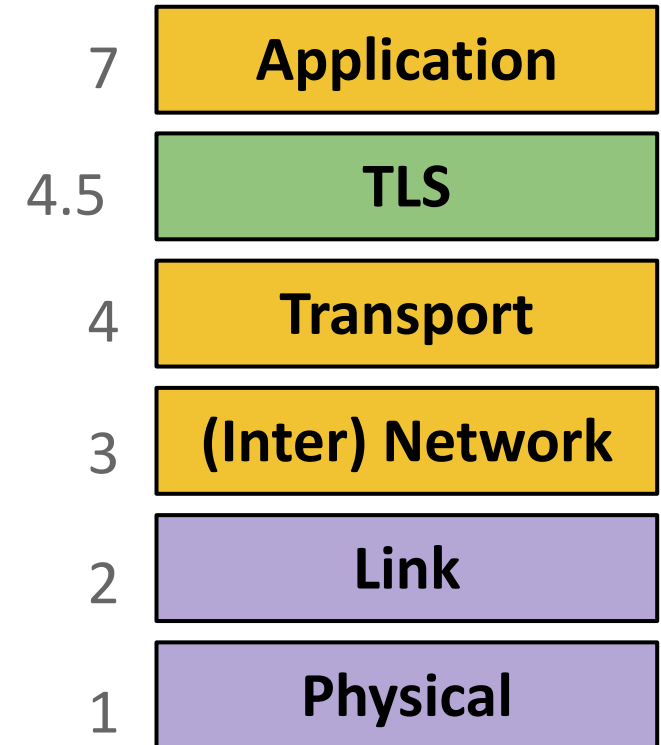 7 Application
4.5 TLS
4 Transport
3 (Inter) Network
2 Link
1 Physical